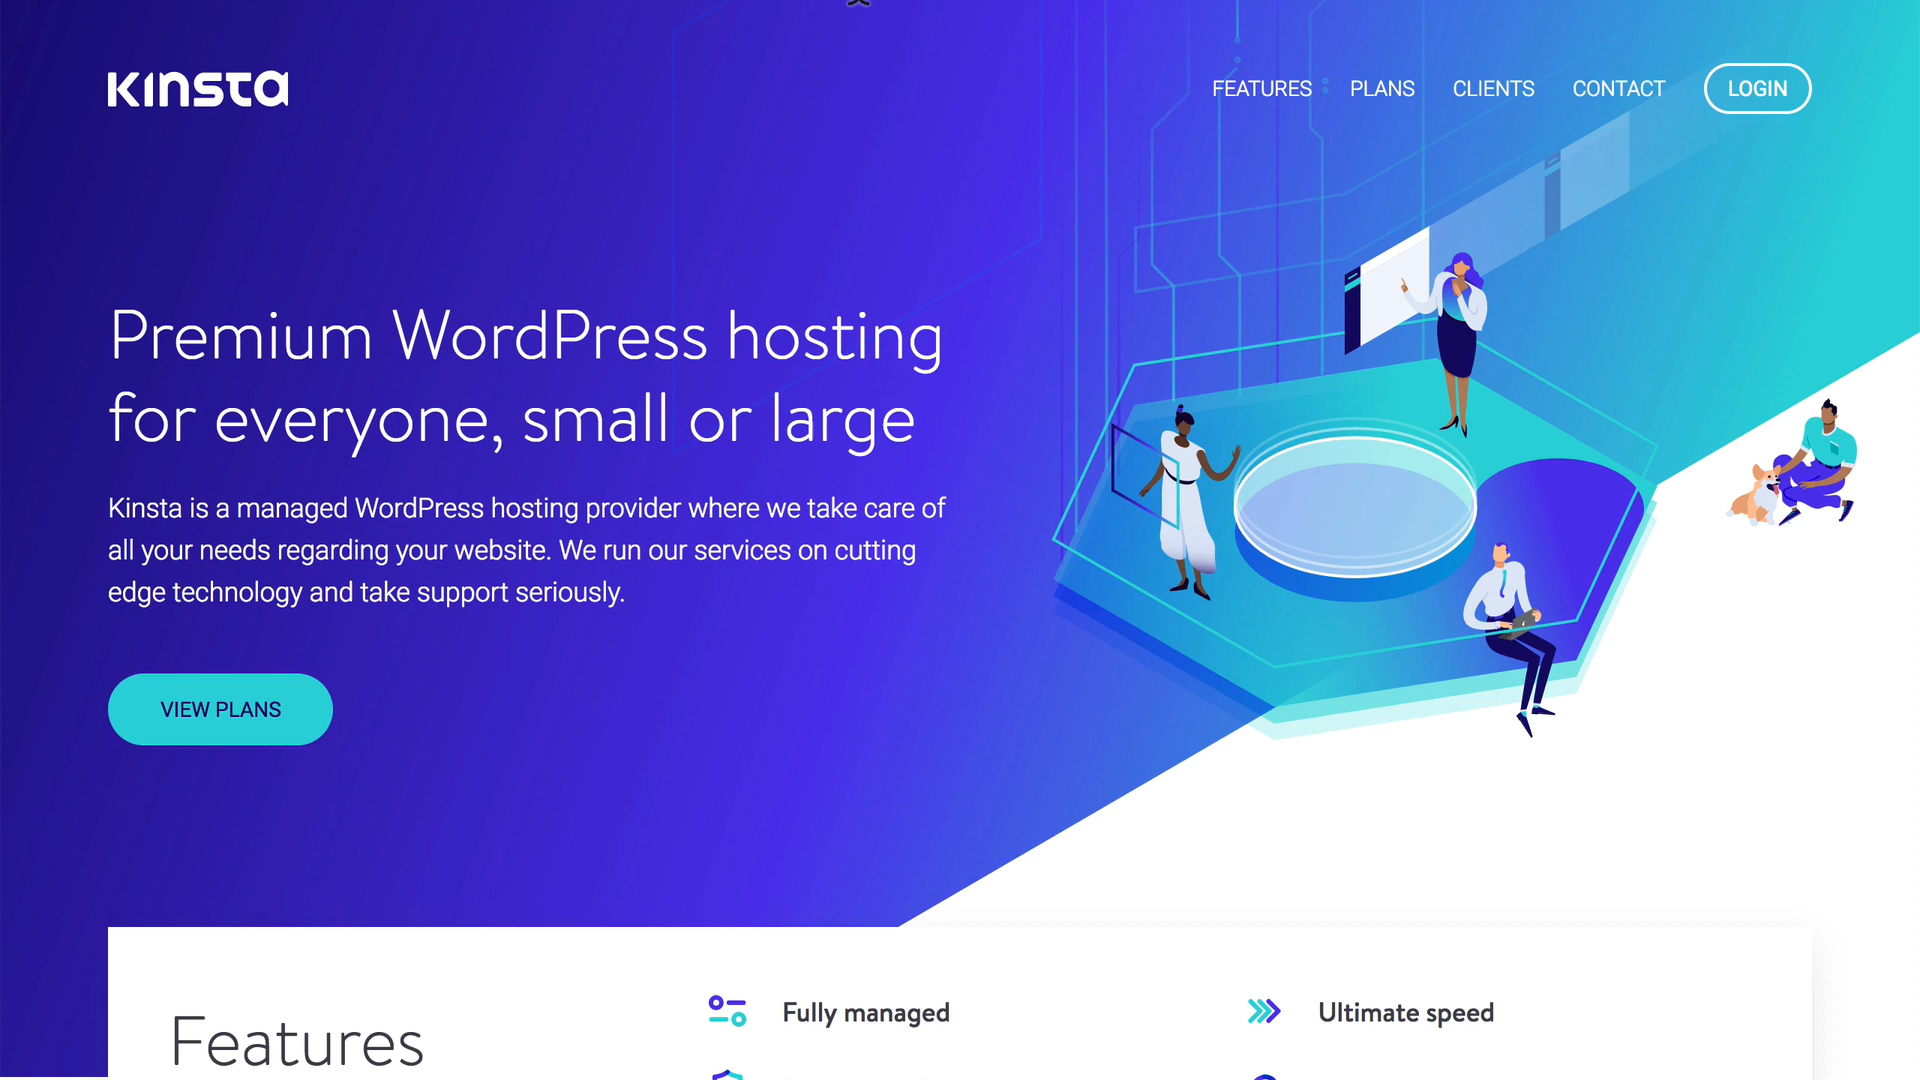 Kinsta
FEATURES PLANS CLIENTS CONTACT LOGIN
Premium WordPress hosting
for everyone, small or large
Kinsta is a managed WordPress hosting provider where we take care of
all your needs regarding your website. We run our services on cutting
edge technology and take support seriously.
VIEW PLANS
Features
Fully managed
Ultimate speed